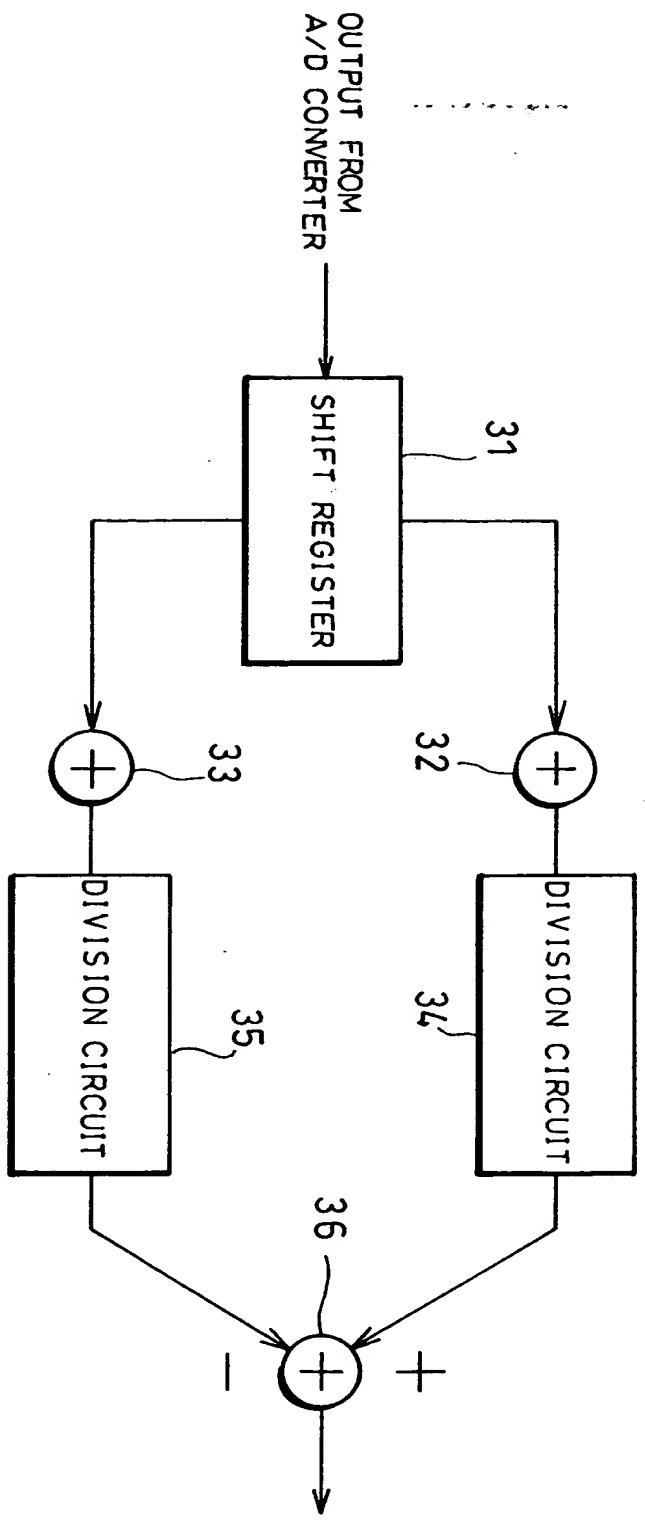 OUTPUT FROM
A/D CONVERTER
31
SHIFT REGISTER
32
+
33
+
34
DIVISION CIRCUIT
35
DIVISION CIRCUIT
36
+
+
−